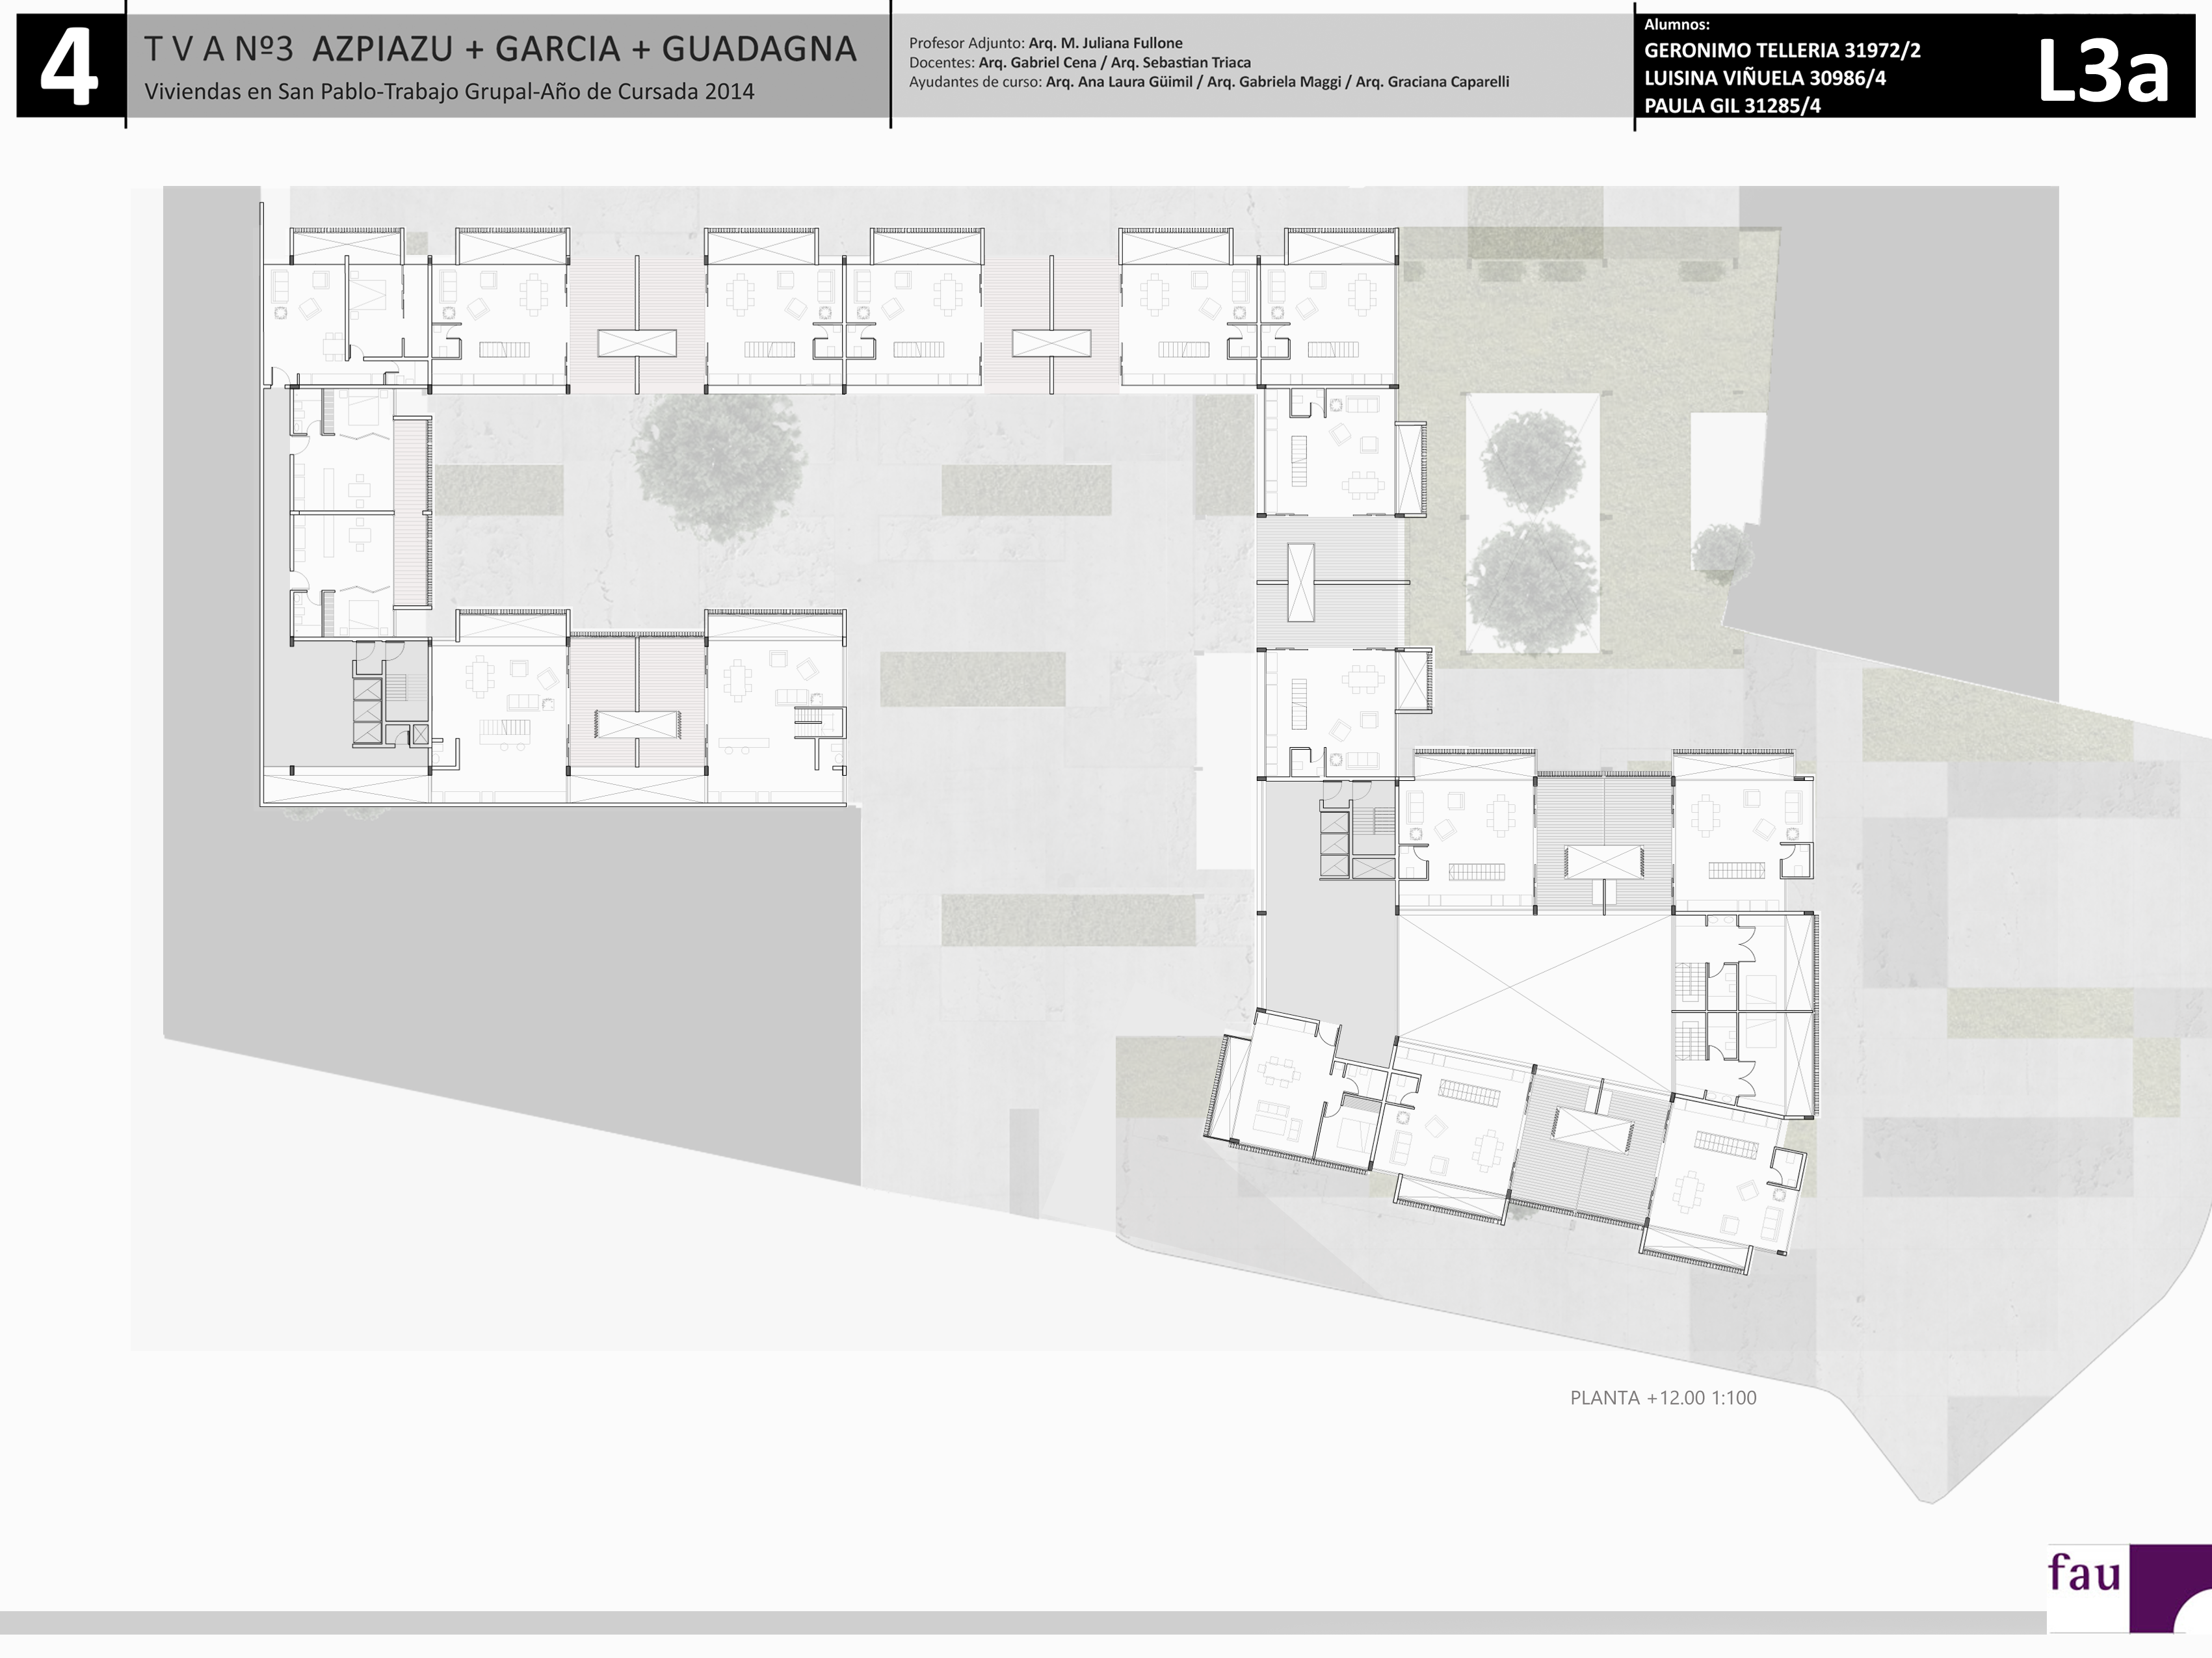 4
T V A Nº3 AZPIAZU + GARCIA + GUADAGNA
Viviendas en San Pablo-Trabajo Grupal-Año de Cursada 2014
Profesor Adjunto: Arq. M. Juliana Fullone
Docentes: Arq. Gabriel Cena / Arq. Sebastian Triaca
Ayudantes de curso: Arq. Ana Laura Güimil / Arq. Gabriela Maggi / Arq. Graciana Caparelli
Alumnos:
GERONIMO TELLERIA 31972/2
LUISINA VIÑUELA 30986/4
PAULA GIL 31285/4
L3a
PLANTA +12.00 1:100
fau